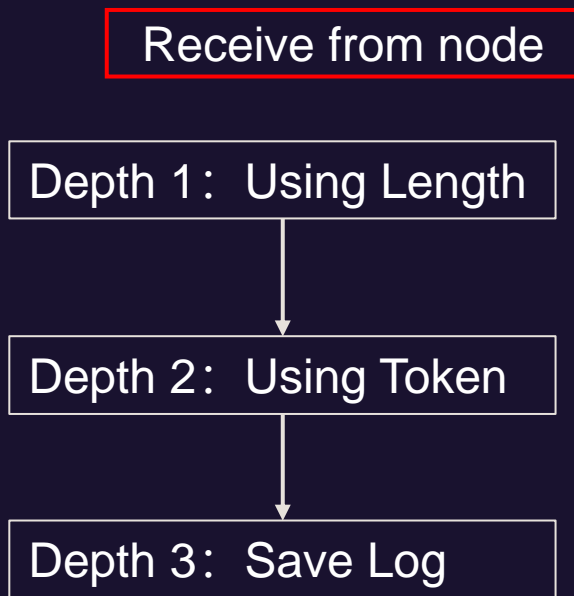 Receive from node
Depth 1： Using Length
Depth 2： Using Token
Depth 3： Save Log